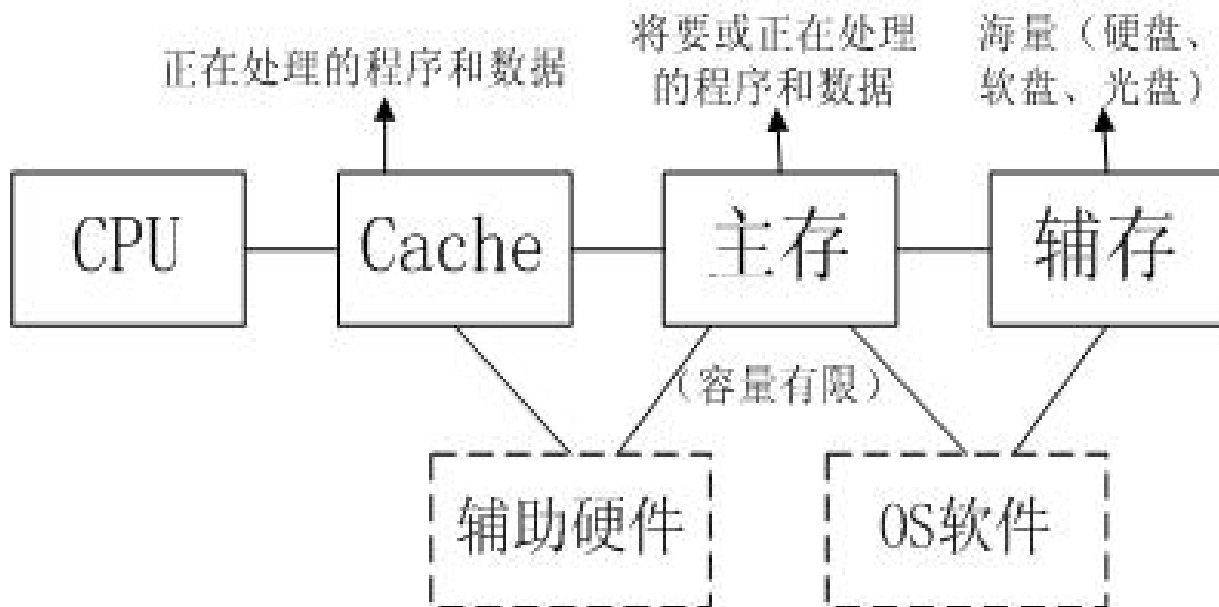 正在处理的程序和数据
将要或正在处理
的程序和数据
海量（硬盘、
软盘、光盘）
CPU
Cache
主存
辅存
（容量有限）
辅助硬件
OS软件